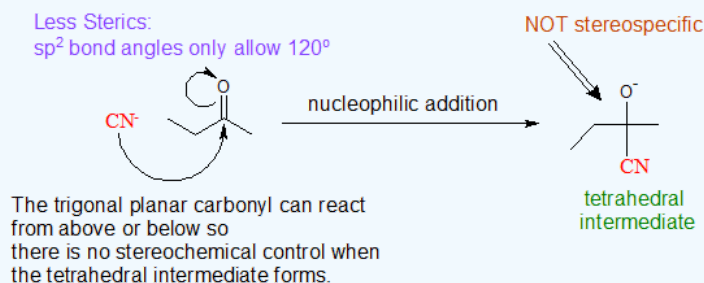 Less Sterics:
sp² bond angles only allow 120º
NOT stereospecific
O
CN-
nucleophilic addition
O-
CN
tetrahedral
intermediate
The trigonal planar carbonyl can react
from above or below so
there is no stereochemical control when
the tetrahedral intermediate forms.